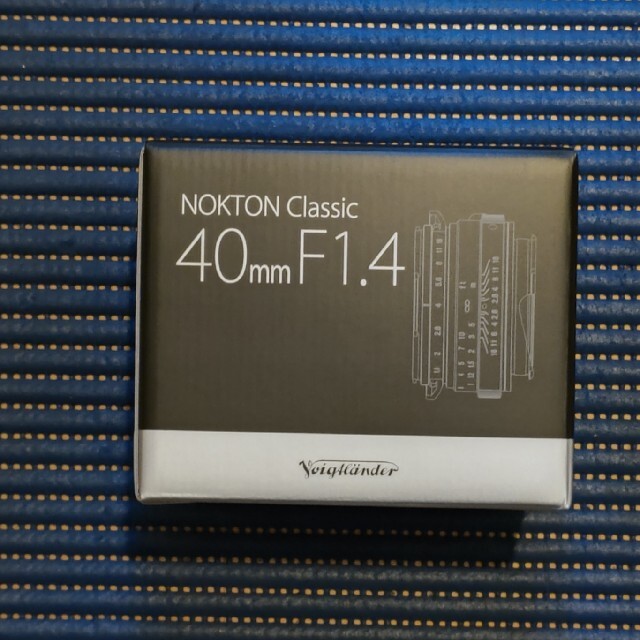 NOKTON Classic
40mm F1.4
Voigtländer